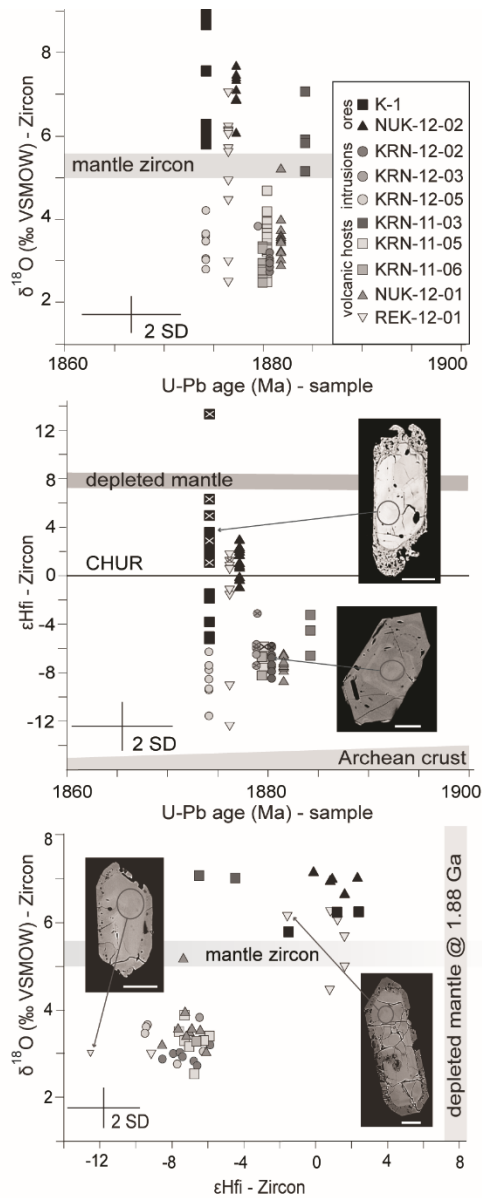 8
6
4
2
δ¹⁸O (‰ VSMOW) - Zircon
mantle zircon
2 SD
1860
1880
1900
U-Pb age (Ma) - sample
ores
intrusions
volcanic hosts
K-1
NUK-12-02
KRN-12-02
KRN-12-03
KRN-12-05
KRN-11-03
KRN-11-05
KRN-11-06
NUK-12-01
REK-12-01
12
8
4
0
-4
-8
-12
εHfi - Zircon
depleted mantle
CHUR
2 SD
Archean crust
1860
1880
1900
U-Pb age (Ma) - sample
8
6
4
2
δ¹⁸O (‰ VSMOW) - Zircon
mantle zircon
depleted mantle @ 1.88 Ga
2 SD
-12
-8
-4
0
4
8
εHfi - Zircon